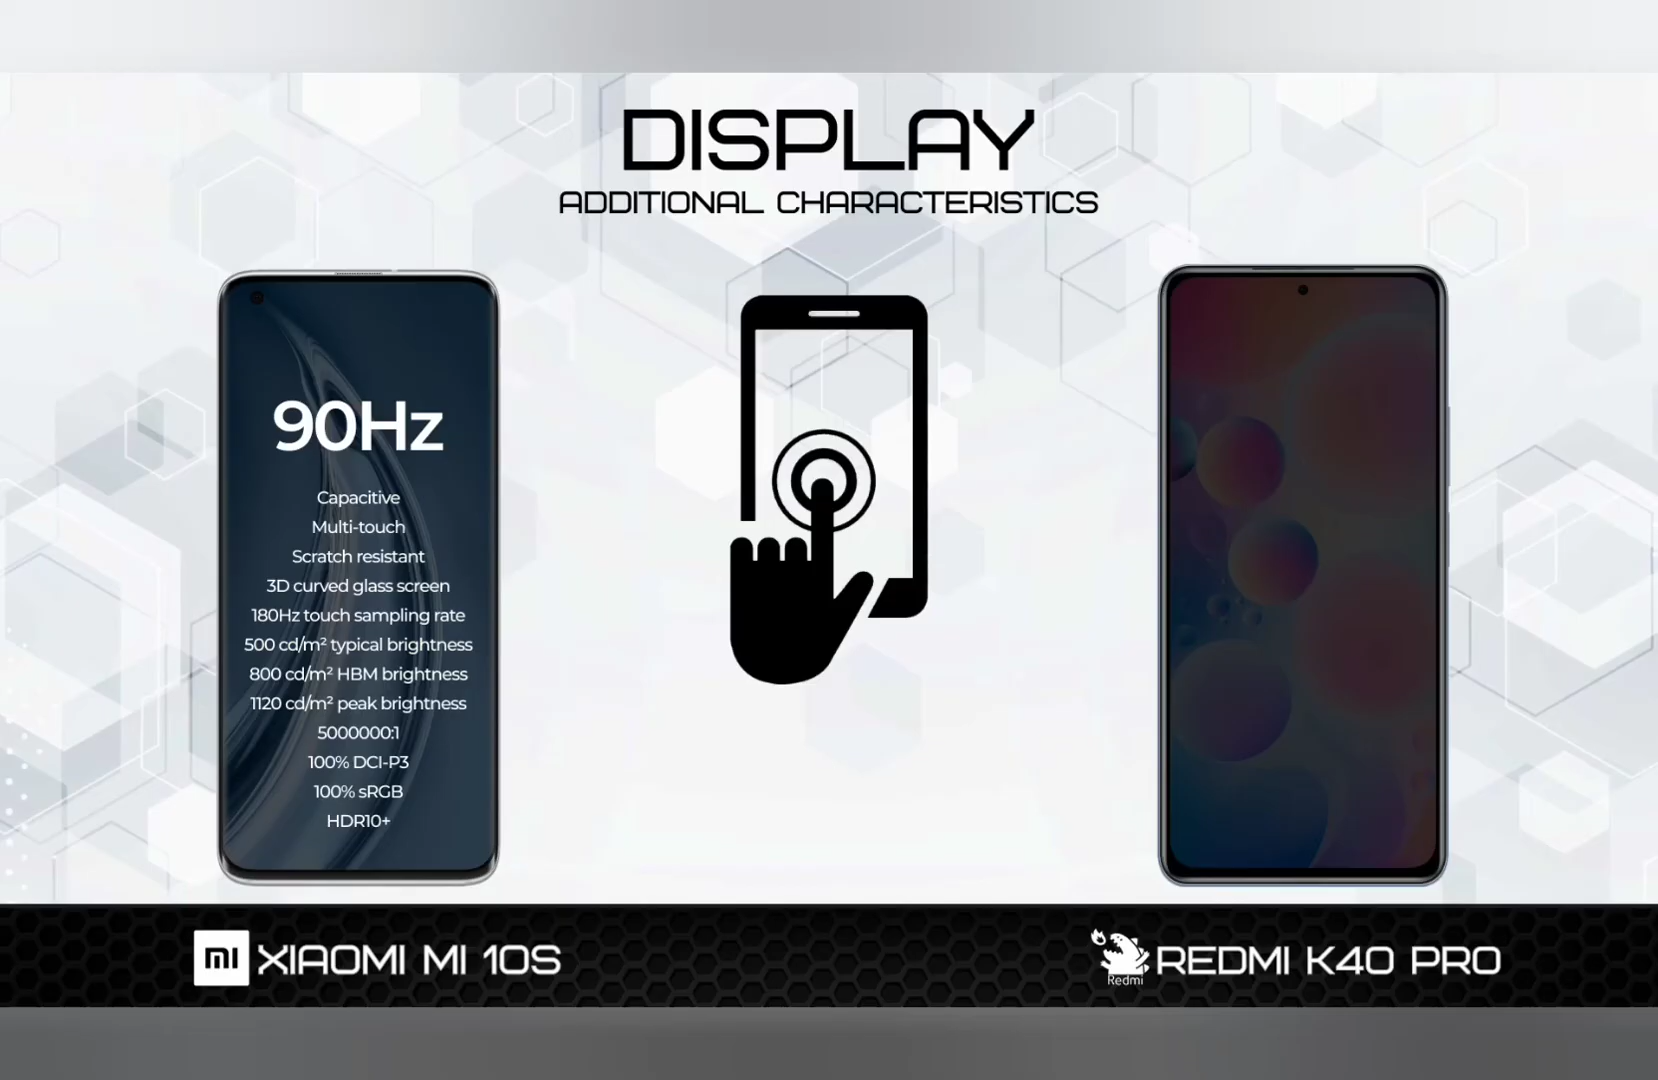 DISPLAY
ADDITIONAL CHARACTERISTICS
90Hz
Capacitive
Multi-touch
Scratch resistant
3D curved glass screen
180Hz touch sampling rate
500 cd/m² typical brightness
800 cd/m² HBM brightness
1120 cd/m² peak brightness
5000000:1
100% DCI-P3
100% sRGB
HDR10+
MI XIAOMI MI 10S
Redmi REDMI K40 PRO